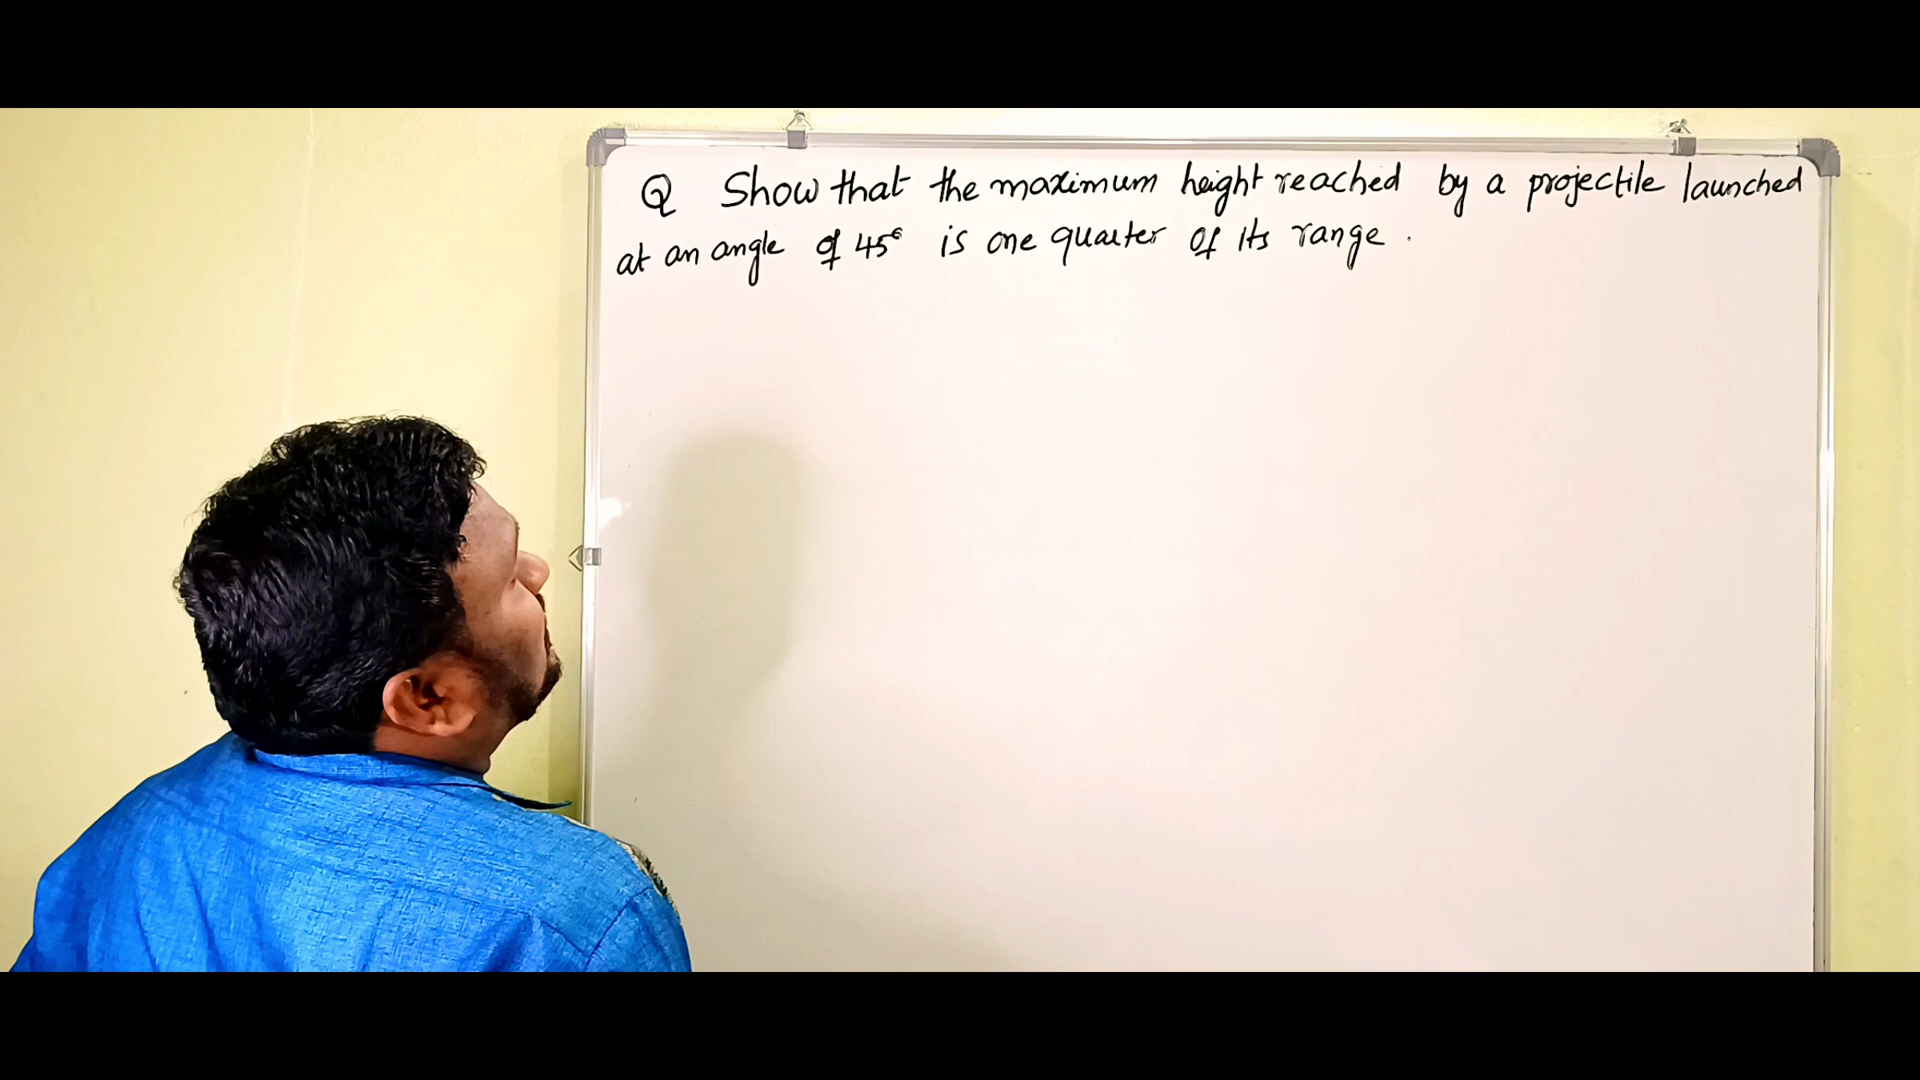 Q Show that the maximum height reached by a projectile launched
at an angle of 45° is one quarter of its range.